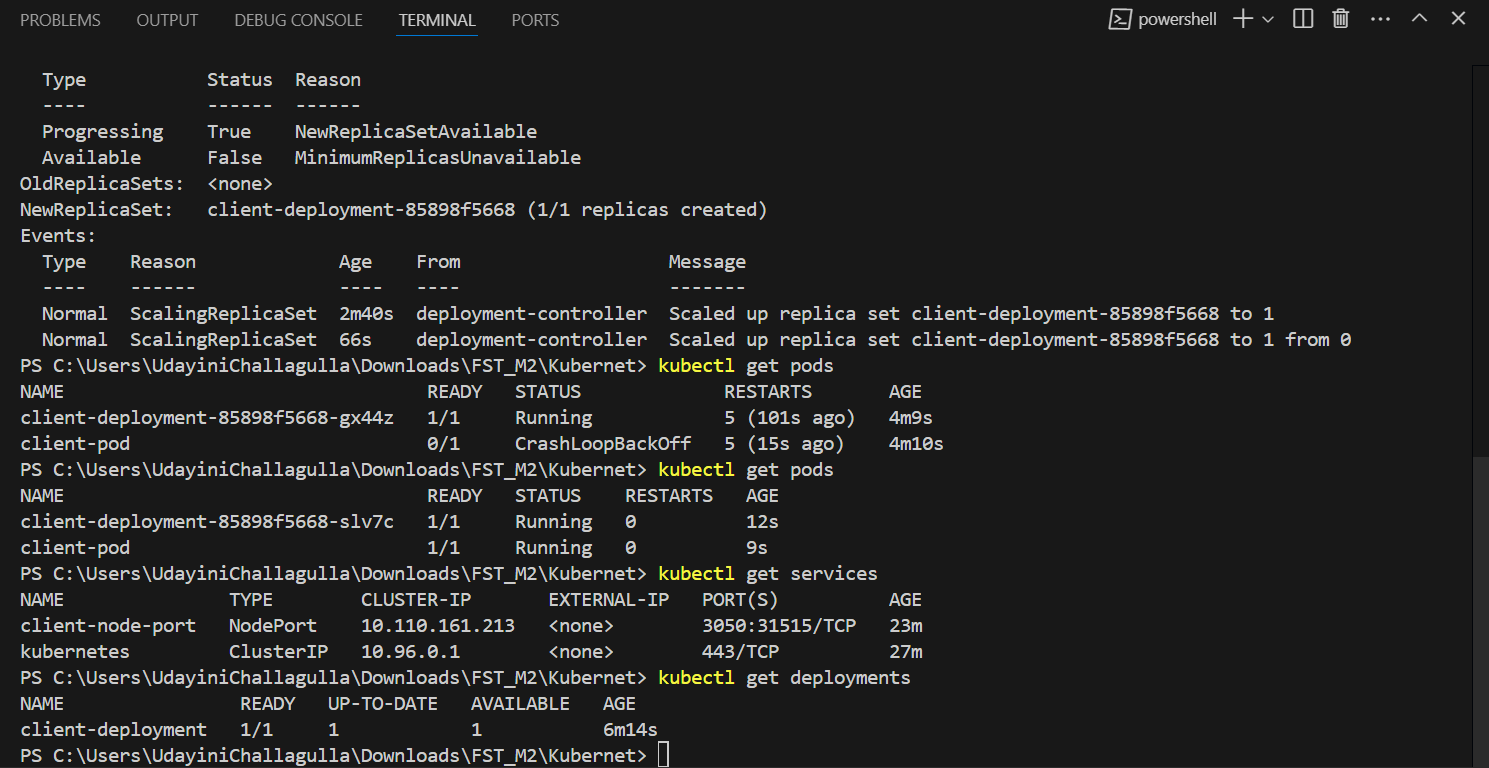 PROBLEMS OUTPUT DEBUG CONSOLE TERMINAL PORTS powershell
Type Status Reason
---- ------ ------
Progressing True NewReplicaSetAvailable
Available False MinimumReplicasUnavailable
OldReplicaSets: <none>
NewReplicaSet: client-deployment-85898f5668 (1/1 replicas created)
Events:
Type Reason Age From Message
---- ------ ---- ---- -------
Normal ScalingReplicaSet 2m40s deployment-controller Scaled up replica set client-deployment-85898f5668 to 1
Normal ScalingReplicaSet 66s deployment-controller Scaled up replica set client-deployment-85898f5668 to 1 from 0
PS C:\Users\UdayiniChallagulla\Downloads\FST_M2\Kubernet> kubectl get pods
NAME READY STATUS RESTARTS AGE
client-deployment-85898f5668-gx44z 1/1 Running 5 (101s ago) 4m9s
client-pod 0/1 CrashLoopBackOff 5 (15s ago) 4m10s
PS C:\Users\UdayiniChallagulla\Downloads\FST_M2\Kubernet> kubectl get pods
NAME READY STATUS RESTARTS AGE
client-deployment-85898f5668-slv7c 1/1 Running 0 12s
client-pod 1/1 Running 0 9s
PS C:\Users\UdayiniChallagulla\Downloads\FST_M2\Kubernet> kubectl get services
NAME TYPE CLUSTER-IP EXTERNAL-IP PORT(S) AGE
client-node-port NodePort 10.110.161.213 <none> 3050:31515/TCP 23m
kubernetes ClusterIP 10.96.0.1 <none> 443/TCP 27m
PS C:\Users\UdayiniChallagulla\Downloads\FST_M2\Kubernet> kubectl get deployments
NAME READY UP-TO-DATE AVAILABLE AGE
client-deployment 1/1 1 1 6m14s
PS C:\Users\UdayiniChallagulla\Downloads\FST_M2\Kubernet>